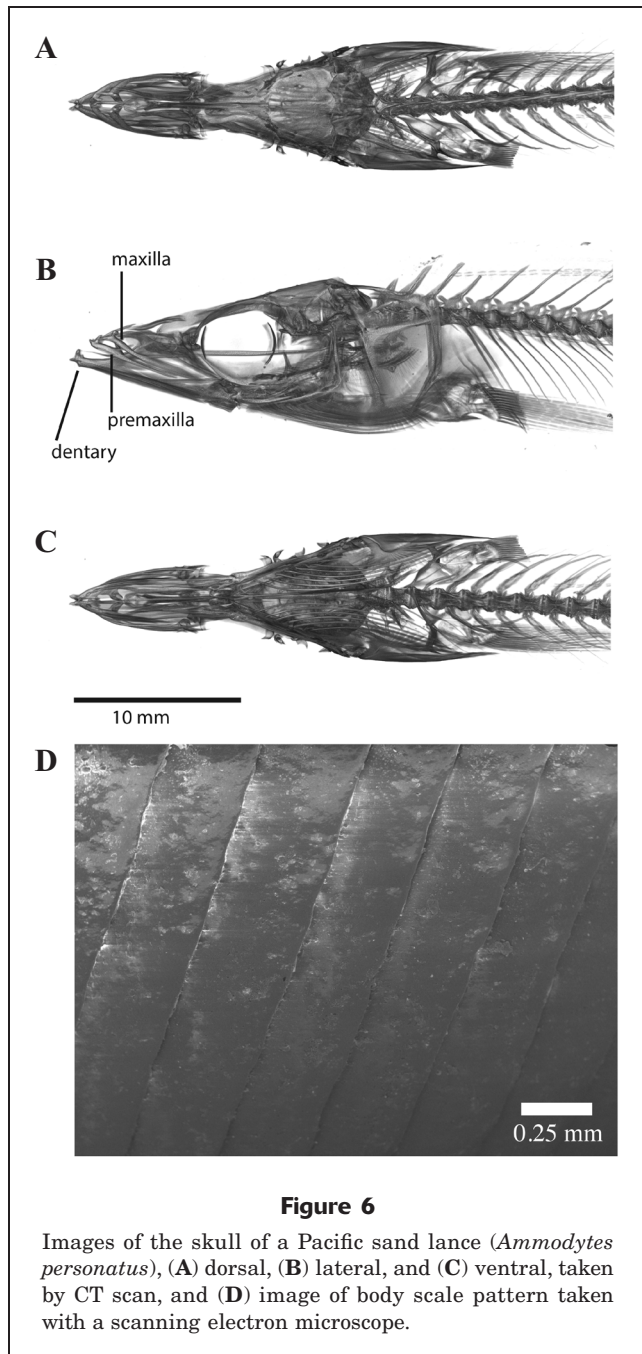 A
B
maxilla
premaxilla
dentary
C
10 mm
D
0.25 mm
Figure 6
Images of the skull of a Pacific sand lance (Ammodytes
personatus), (A) dorsal, (B) lateral, and (C) ventral, taken
by CT scan, and (D) image of body scale pattern taken
with a scanning electron microscope.